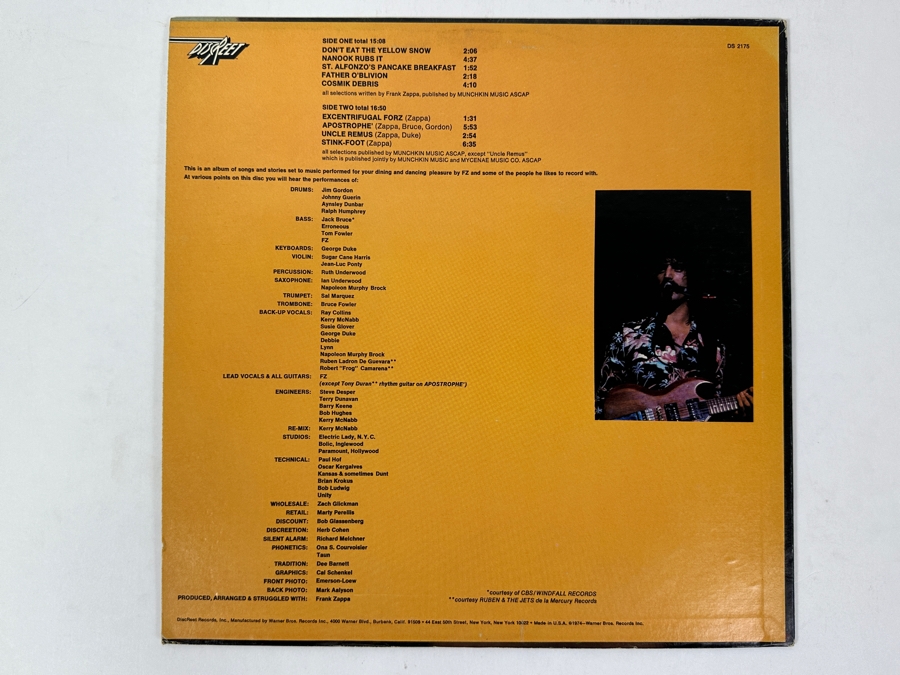 DISCREET
DS 2175
SIDE ONE total 15:08
DON'T EAT THE YELLOW SNOW 2:06
NANOOK RUBS IT 4:37
ST. ALFONZO'S PANCAKE BREAKFAST 1:52
FATHER O'BLIVION 2:18
COSMIK DEBRIS 4:10
all selections written by Frank Zappa, published by MUNCHKIN MUSIC ASCAP
SIDE TWO total 16:50
EXCENTRIFUGAL FORZ (Zappa) 1:31
APOSTROPHE' (Zappa, Bruce, Gordon) 5:53
UNCLE REMUS (Zappa, Duke) 2:54
STINK-FOOT (Zappa) 6:35
all selections published by MUNCHKIN MUSIC ASCAP, except "Uncle Remus"
which is published jointly by MUNCHKIN MUSIC and MYCENAE MUSIC CO. ASCAP
This is an album of songs and stories set to music performed for your dining and dancing pleasure by FZ and some of the people he likes to record with.
At various points on this disc you will hear the performances of:
DRUMS: Jim Gordon
Johnny Guerin
Aynsley Dunbar
Ralph Humphrey
BASS: Jack Bruce*
Erroneous
Tom Fowler
FZ
KEYBOARDS: George Duke
VIOLIN: Sugar Cane Harris
Jean-Luc Ponty
PERCUSSION: Ruth Underwood
SAXOPHONE: Ian Underwood
Napoleon Murphy Brock
TRUMPET: Sal Marquez
TROMBONE: Bruce Fowler
BACK-UP VOCALS: Ray Collins
Kerry McNabb
Susie Glover
George Duke
Debbie
Lynn
Napoleon Murphy Brock
Ruben Ladron De Guevara**
Robert "Frog" Camarena**
LEAD VOCALS & ALL GUITARS: FZ
(except Tony Duran** rhythm guitar on APOSTROPHE')
ENGINEERS: Steve Desper
Terry Dunavan
Barry Keene
Bob Hughes
Kerry McNabb
RE-MIX: Kerry McNabb
STUDIOS: Electric Lady, N.Y.C.
Bolic, Inglewood
Paramount, Hollywood
TECHNICAL: Paul Hof
Oscar Kergaives
Kansas & sometimes Dunt
Brian Krokus
Bob Ludwig
Unity
WHOLESALE: Zach Glickman
RETAIL: Marty Perellis
DISCOUNT: Bob Glassenberg
DISCREETION: Herb Cohen
SILENT ALARM: Richard Melchner
PHONETICS: Ona S. Courvoisier
Taun
TRADITION: Dee Barnett
GRAPHICS: Cal Schenkel
FRONT PHOTO: Emerson-Loew
BACK PHOTO: Mark Aalyson
PRODUCED, ARRANGED & STRUGGLED WITH: Frank Zappa
*courtesy of CBS/WINDFALL RECORDS
**courtesy RUBEN & THE JETS de la Mercury Records
DiscReet Records, Inc., Manufactured by Warner Bros. Records Inc., 4000 Warner Blvd., Burbank, Calif. 91505 • 44 East 50th Street, New York, New York 10022 • Made in U.S.A. ℗1974—Warner Bros. Records Inc.